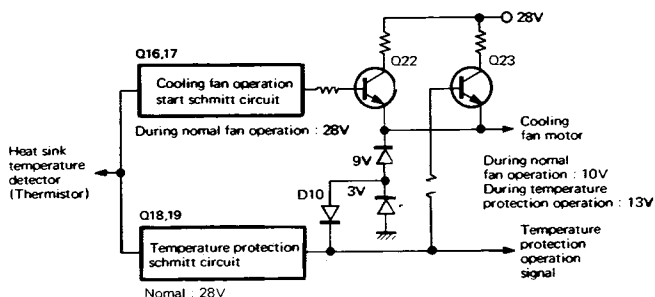 28V
Q16,17
Q22
Q23
Cooling fan operation
start schmitt circuit
During nomal fan operation : 28V
Cooling
fan motor
Heat sink
temperature
detector
(Thermistor)
9V
During nomal
fan operation : 10V
During temperature
protection operation : 13V
D10
3V
Q18,19
Temperature protection
schmitt circuit
Temperature
protection
operation
signal
Nomal : 28V